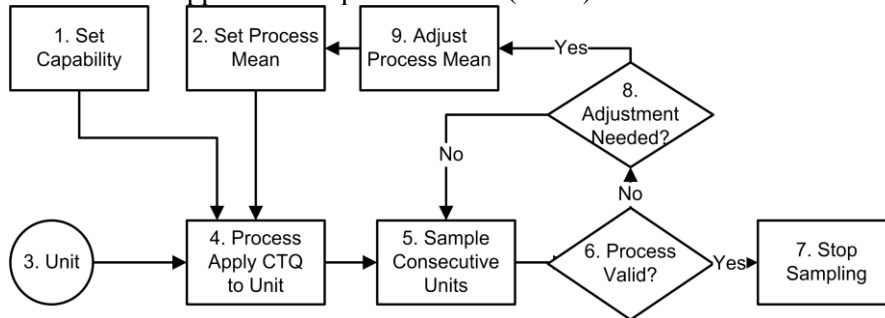 1. Set
Capability
2. Set Process
Mean
9. Adjust
Process Mean
Yes
8.
Adjustment
Needed?
No
No
3. Unit
4. Process
Apply CTQ
to Unit
5. Sample
Consecutive
Units
6. Process
Valid?
Yes
7. Stop
Sampling